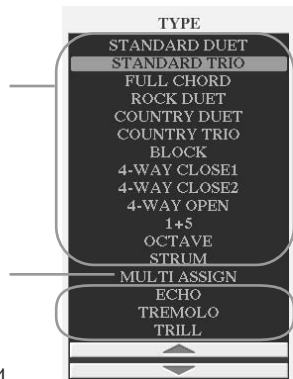 TYPE
STANDARD DUET
STANDARD TRIO
FULL CHORD
ROCK DUET
COUNTRY DUET
COUNTRY TRIO
BLOCK
4-WAY CLOSE1
4-WAY CLOSE2
4-WAY OPEN
1+5
OCTAVE
STRUM
MULTI ASSIGN
ECHO
TREMOLO
TRILL